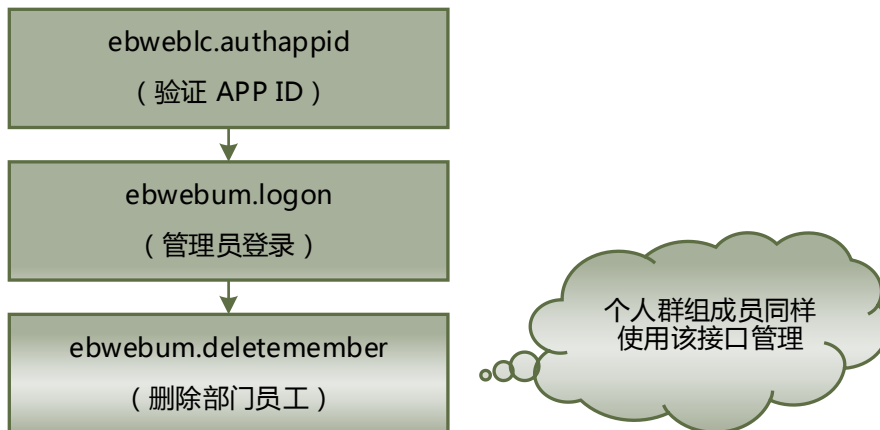 ebweblc.authappid
（验证 APP ID）
ebwebum.logon
（管理员登录）
ebwebum.deletemember
（删除部门员工）
个人群组成员同样
使用该接口管理